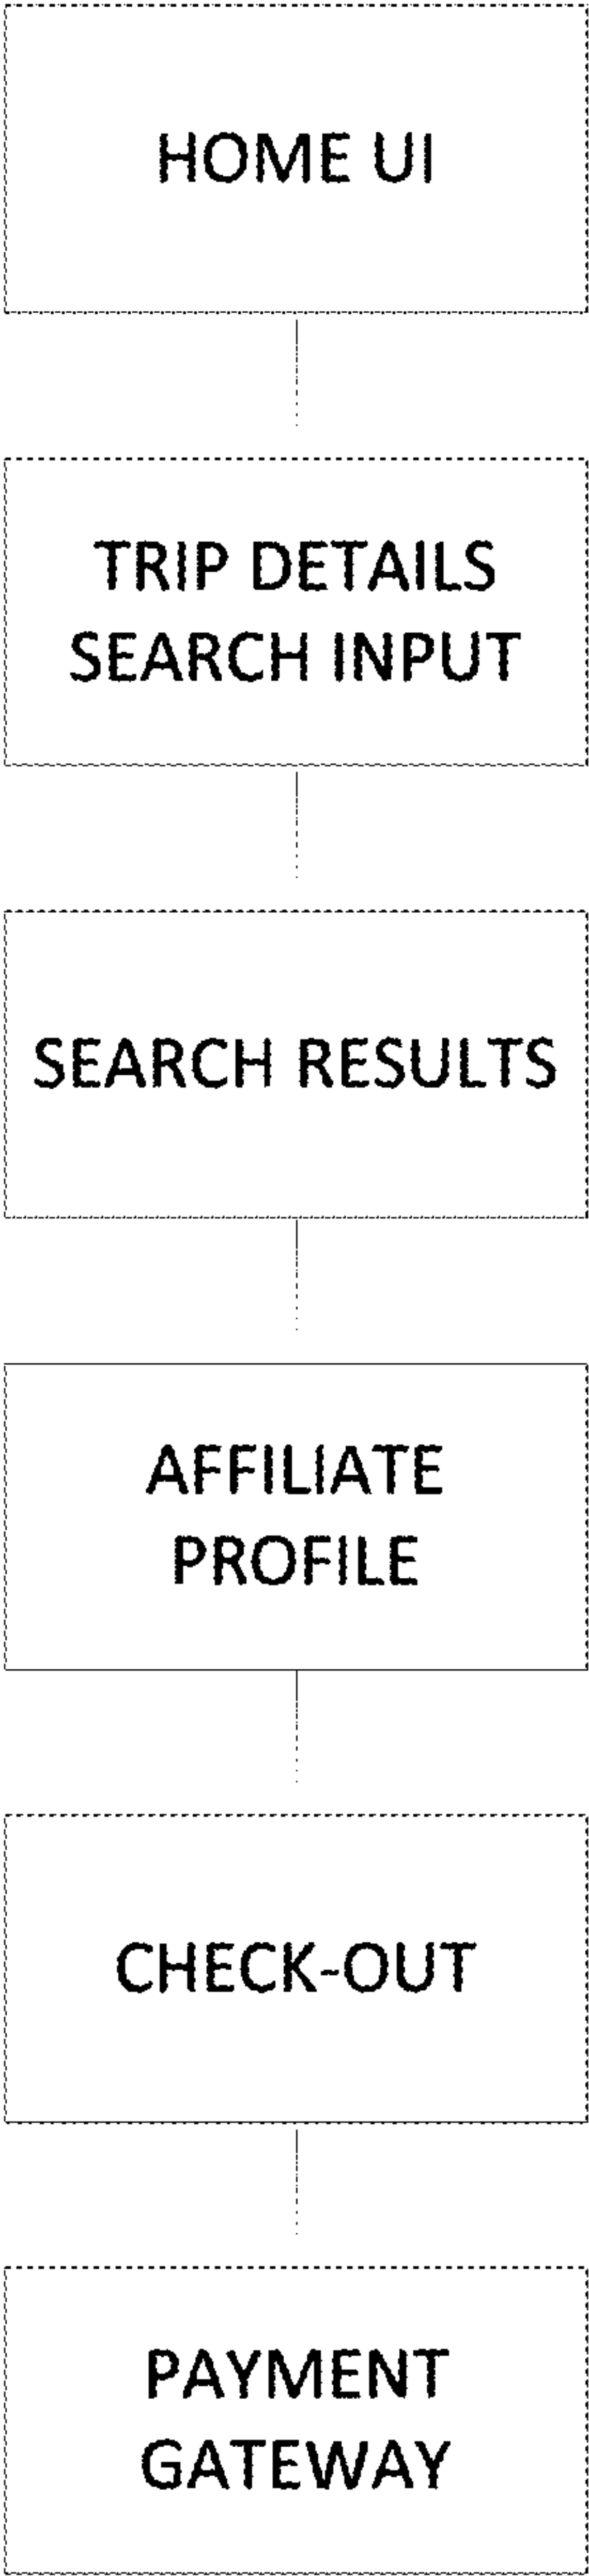 HOME UI
TRIP DETAILS
SEARCH INPUT
SEARCH RESULTS
AFFILIATE
PROFILE
CHECK-OUT
PAYMENT
GATEWAY